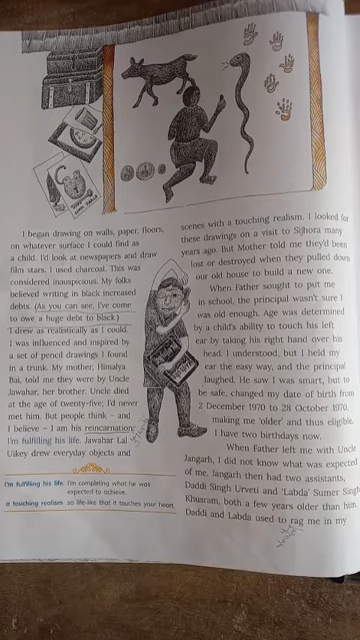 I began drawing on walls, paper, floors,
on whatever surface I could find as
a child. I'd look at newspapers and draw
film stars. I used charcoal. This was
considered inauspicious. My folks
believed writing in black increased
debts. (As you can see, I've come
to owe a huge debt to black.)
I drew as realistically as I could.
I was influenced and inspired by
a set of pencil drawings I found
in a trunk. My mother, Himalya
Bai, told me they were by Uncle
Jawahar, her brother. Uncle died
at the age of twenty-five; I'd never
met him. But people think – and
I believe – I am his reincarnation;
I'm fulfilling his life. Jawahar Lal
Uikey drew everyday objects and
I'm fulfilling his life I'm completing what he was
expected to achieve.
a touching realism so life-like that it touches your heart
scenes with a touching realism. I looked for
these drawings on a visit to Sijhora many
years ago. But Mother told me they'd been
lost or destroyed when they pulled down
our old house to build a new one.
When Father sought to put me
in school, the principal wasn't sure I
was old enough. Age was determined
by a child's ability to touch his left
ear by taking his right hand over his
head. I understood, but I held my
ear the easy way, and the principal
laughed. He saw I was smart, but to
be safe, changed my date of birth from
2 December 1970 to 28 October 1970,
making me 'older' and thus eligible.
I have two birthdays now.
When Father left me with Uncle
Jangarh, I did not know what was expected
of me. Jangarh then had two assistants,
Daddi Singh Urveti and 'Labda' Sumer Singh
Khusram, both a few years older than him.
Daddi and Labda used to rag me in my